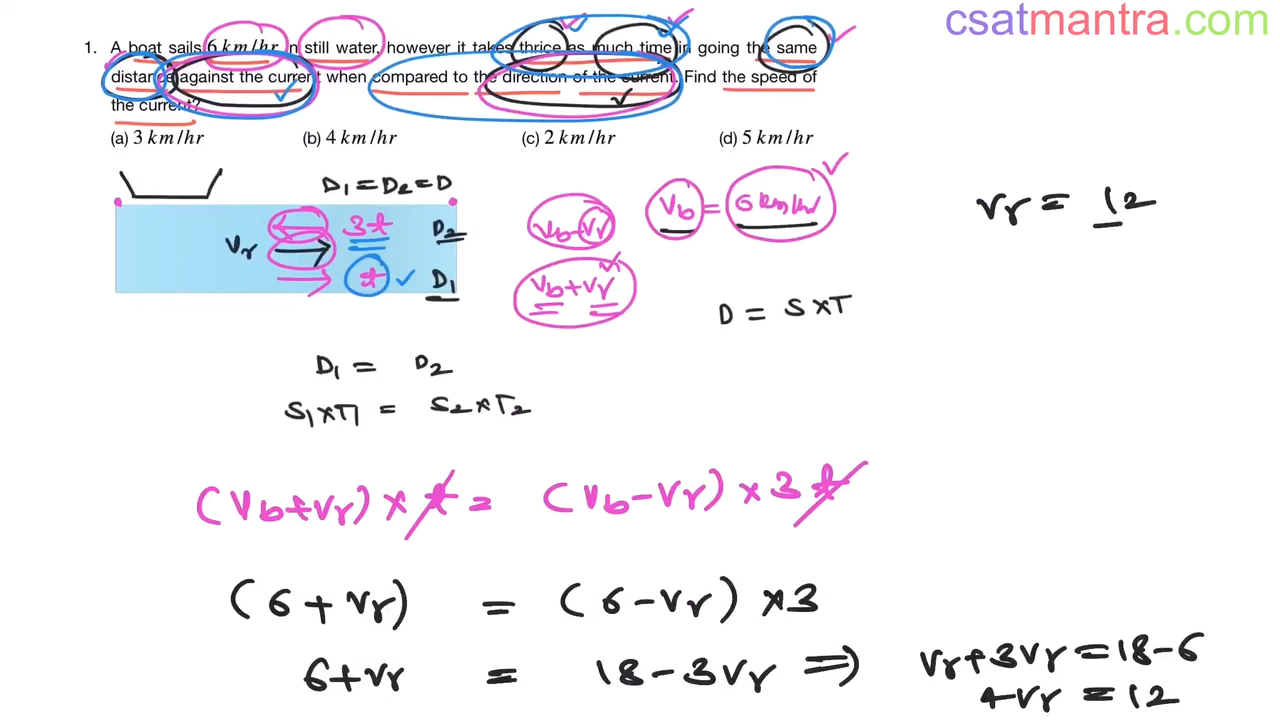 csatmantra.com
1. A boat sails 6 km/hr in still water, however it takes thrice as much time in going the same
distance against the current when compared to the direction of the current. Find the speed of
the current?
(a) 3 km/hr (b) 4 km/hr (c) 2 km/hr (d) 5 km/hr
D1 = D2 = D
Vb-Vr
Vb = 6 km/hr
Vr = 12
Vr 3t D2
t D1
Vb+Vr
D = S×T
D1 = D2
S1×T1 = S2×T2
(Vb+Vr) × t = (Vb-Vr) × 3t
(6+Vr) = (6-Vr) ×3
6+Vr = 18-3Vr ⇒ Vr+3Vr = 18-6
4Vr = 12